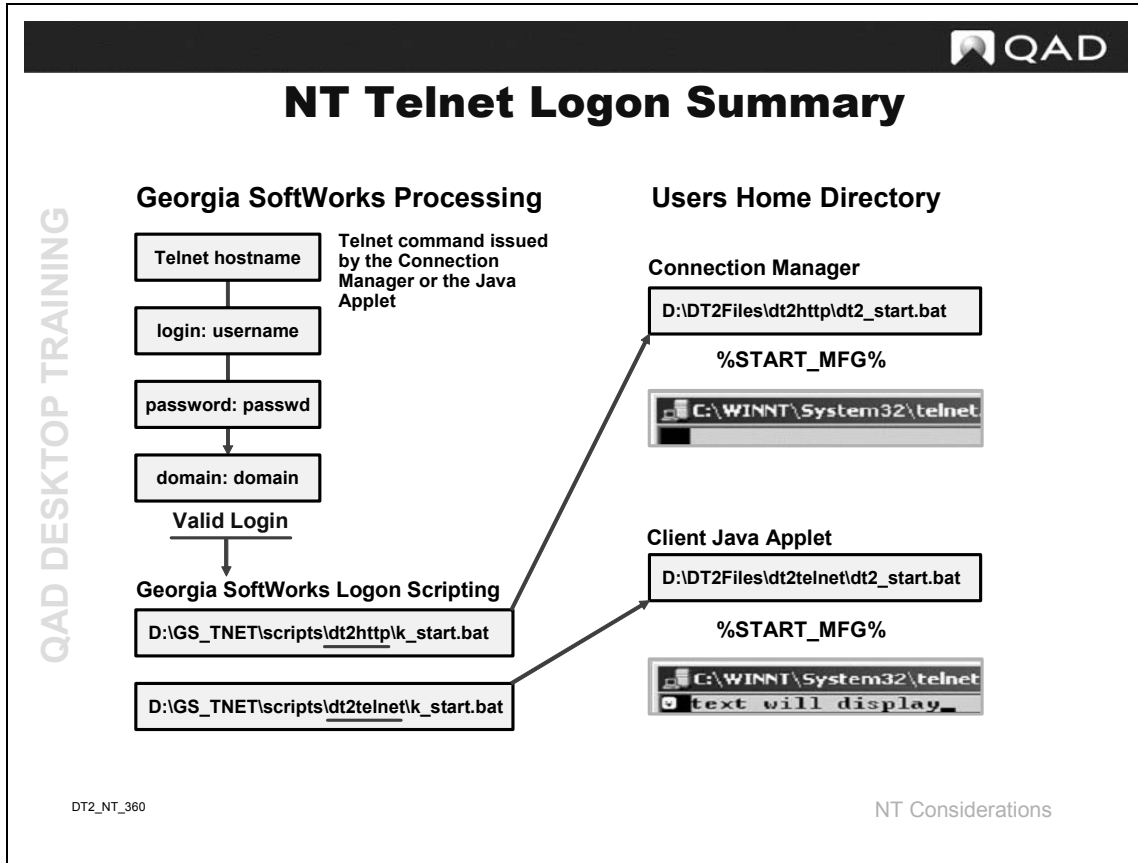 QAD
NT Telnet Logon Summary
QAD DESKTOP TRAINING
Georgia SoftWorks Processing
Telnet hostname
Telnet command issued
by the Connection
Manager or the Java
Applet
login: username
password: passwd
domain: domain
Valid Login
Georgia SoftWorks Logon Scripting
D:\GS_TNET\scripts\dt2http\k_start.bat
D:\GS_TNET\scripts\dt2telnet\k_start.bat
Users Home Directory
Connection Manager
D:\DT2Files\dt2http\dt2_start.bat
%START_MFG%
C:\WINNT\System32\telnet.
Client Java Applet
D:\DT2Files\dt2telnet\dt2_start.bat
%START_MFG%
C:\WINNT\System32\telnet
text will display_
DT2_NT_360
NT Considerations